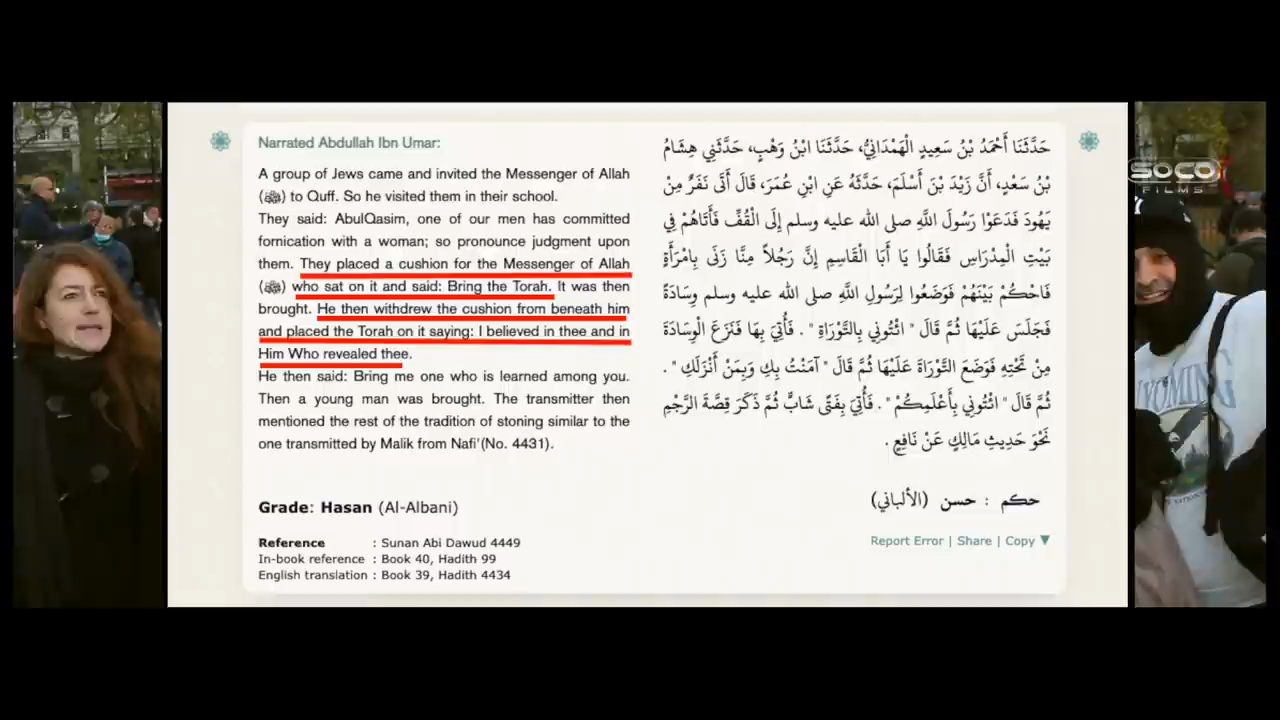 Narrated Abdullah Ibn Umar:
A group of Jews came and invited the Messenger of Allah
(ﷺ) to Quff. So he visited them in their school.
They said: AbulQasim, one of our men has committed
fornication with a woman; so pronounce judgment upon
them. They placed a cushion for the Messenger of Allah
(ﷺ) who sat on it and said: Bring the Torah. It was then
brought. He then withdrew the cushion from beneath him
and placed the Torah on it saying: I believed in thee and in
Him Who revealed thee.
He then said: Bring me one who is learned among you.
Then a young man was brought. The transmitter then
mentioned the rest of the tradition of stoning similar to the
one transmitted by Malik from Nafi'(No. 4431).
حَدَّثَنَا أَحْمَدُ بْنُ سَعِيدٍ الْهَمْدَانِيُّ، حَدَّثَنَا ابْنُ وَهْبٍ، حَدَّثَنِي هِشَامُ
بْنُ سَعْدٍ، أَنَّ زَيْدَ بْنَ أَسْلَمَ، حَدَّثَهُ عَنِ ابْنِ عُمَرَ، قَالَ أَتَى نَفَرٌ مِنْ
يَهُودَ فَدَعَوْا رَسُولَ اللَّهِ صلى الله عليه وسلم إِلَى الْقُفِّ فَأَتَاهُمْ فِي
بَيْتِ الْمِدْرَاسِ فَقَالُوا يَا أَبَا الْقَاسِمِ إِنَّ رَجُلاً مِنَّا زَنَى بِامْرَأَةٍ
فَاحْكُمْ بَيْنَهُمْ فَوَضَعُوا لِرَسُولِ اللَّهِ صلى الله عليه وسلم وِسَادَةً
فَجَلَسَ عَلَيْهَا ثُمَّ قَالَ " ائْتُونِي بِالتَّوْرَاةِ " . فَأُتِيَ بِهَا فَنَزَعَ الْوِسَادَةَ
مِنْ تَحْتِهِ فَوَضَعَ التَّوْرَاةَ عَلَيْهَا ثُمَّ قَالَ " آمَنْتُ بِكِ وَبِمَنْ أَنْزَلَكِ " .
ثُمَّ قَالَ " ائْتُونِي بِأَعْلَمِكُمْ " . فَأُتِيَ بِفَتًى شَابٍّ ثُمَّ ذَكَرَ قِصَّةَ الرَّجْمِ
نَحْوَ حَدِيثِ مَالِكٍ عَنْ نَافِعٍ .
Grade: Hasan (Al-Albani)
حكم : حسن (الألباني)
Reference : Sunan Abi Dawud 4449
In-book reference : Book 40, Hadith 99
English translation : Book 39, Hadith 4434
Report Error | Share | Copy ▼
SOCO
FILMS
WYOMING